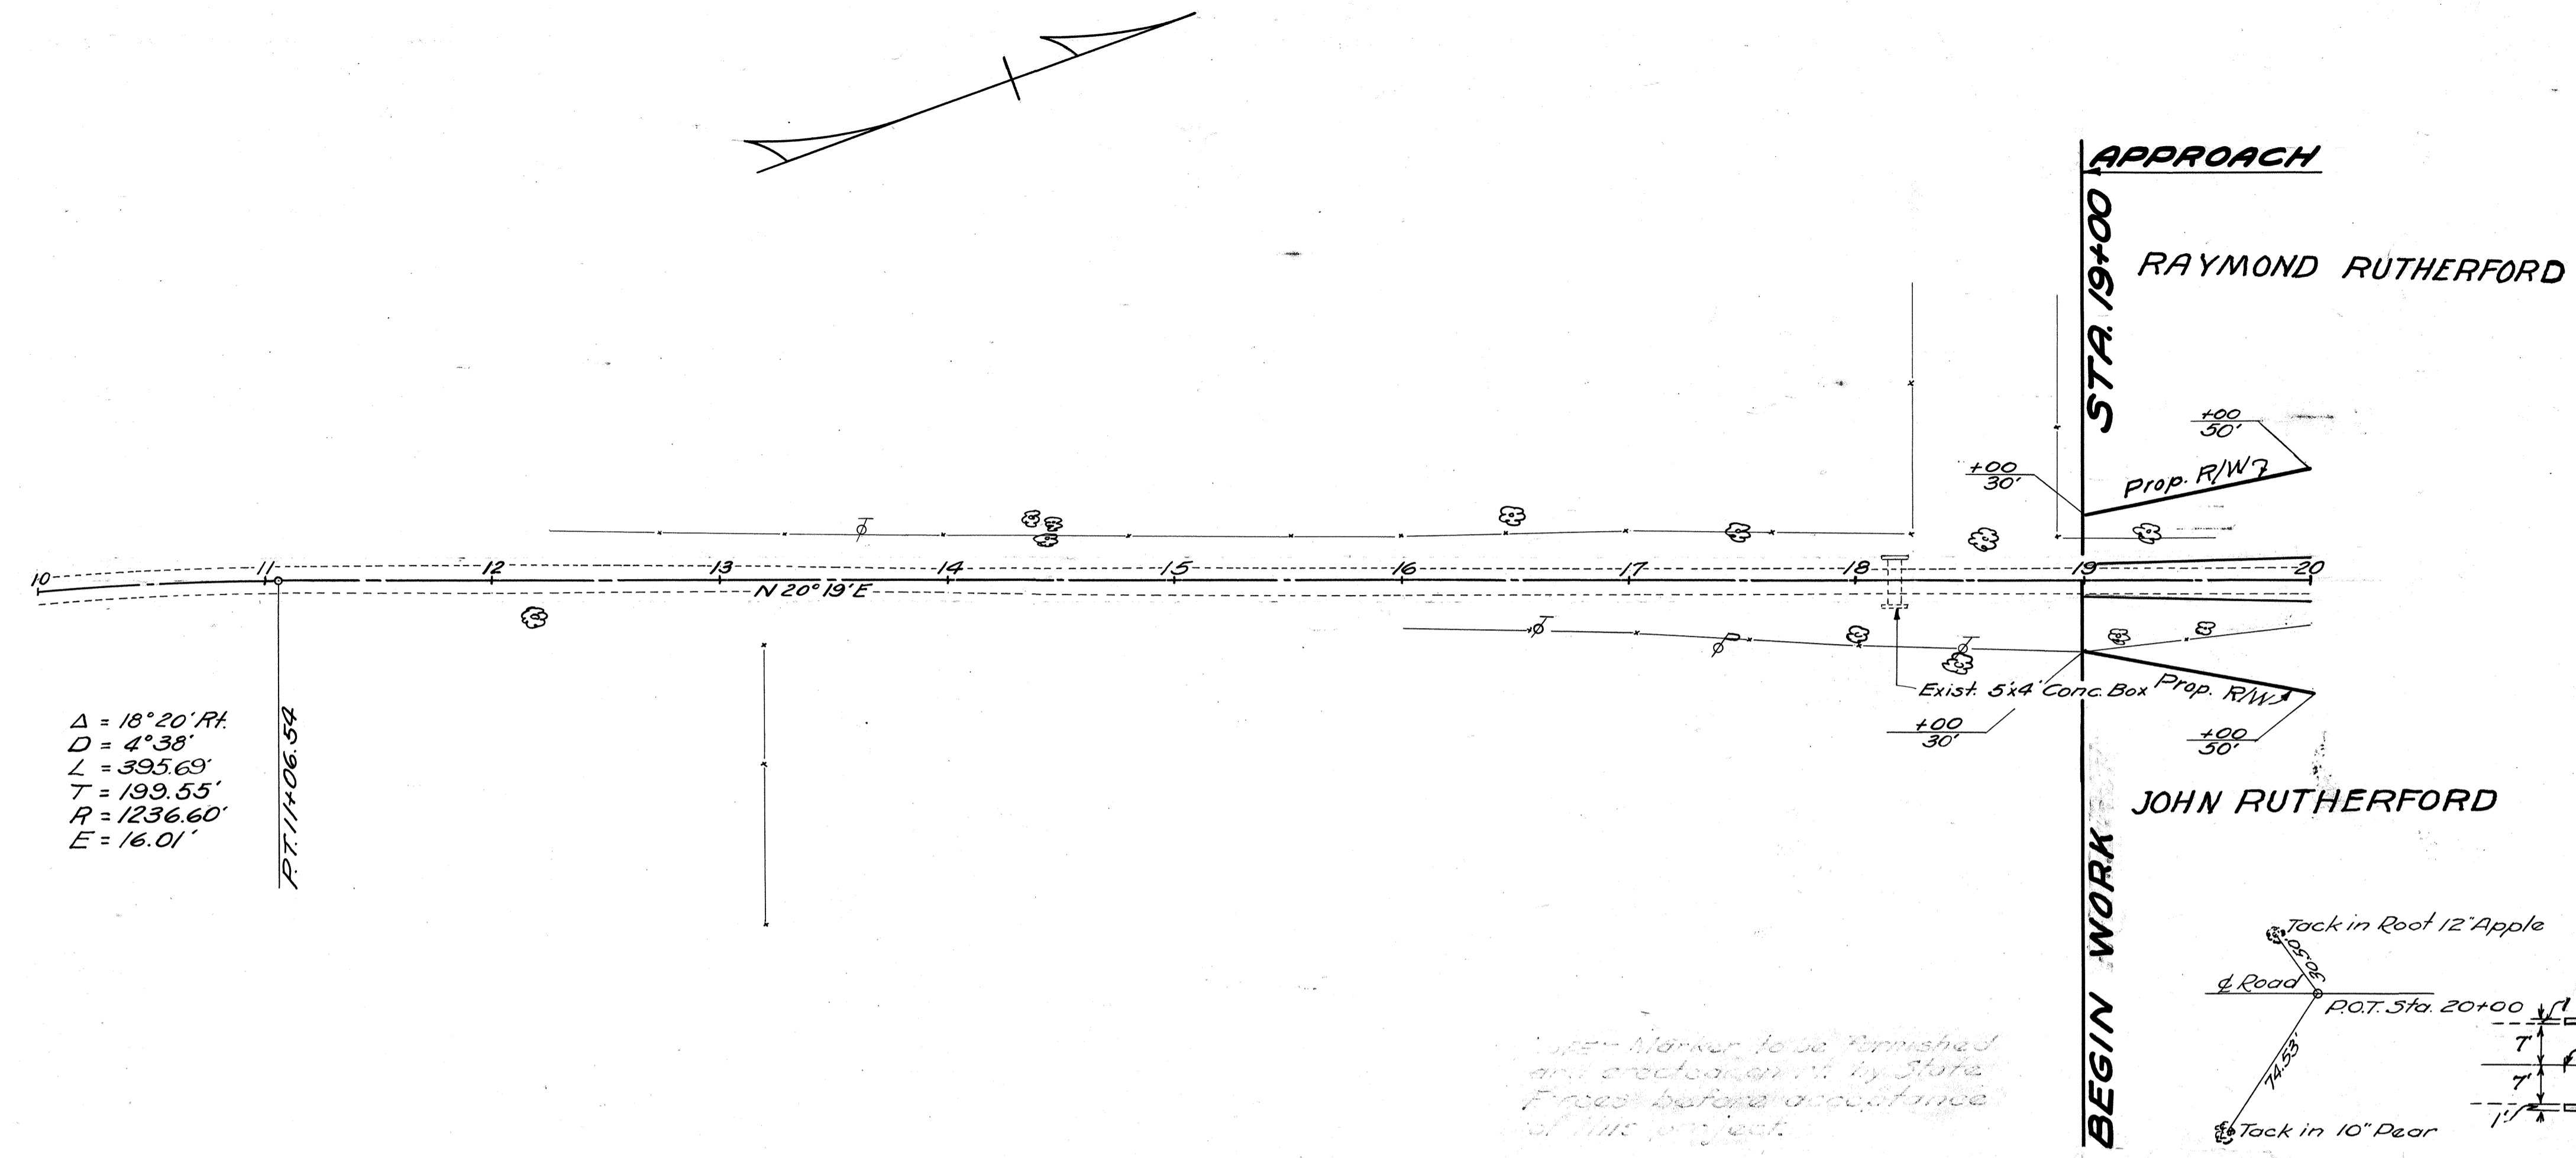 APPROACH
STA. 19+00
RAYMOND RUTHERFORD
+00
50'
+00
30'
Prop. R/W
10
11
12
13
14
15
16
17
18
19
20
N 20°19'E
Exist. 5'x4' Conc. Box
Prop. R/W
+00
30'
+00
50'
Δ = 18°20' Rt.
D = 4°38'
L = 395.69'
T = 199.55'
R = 1236.60'
E = 16.01'
P.T. 11+06.54
JOHN RUTHERFORD
BEGIN WORK
Tack in Root 12" Apple
30.50'
℄ Road
P.O.T. Sta. 20+00
74.53'
Tack in 10" Pear
7'
7'
1'
Marker to be furnished
and erected by State
Forces before acceptance
of this project.